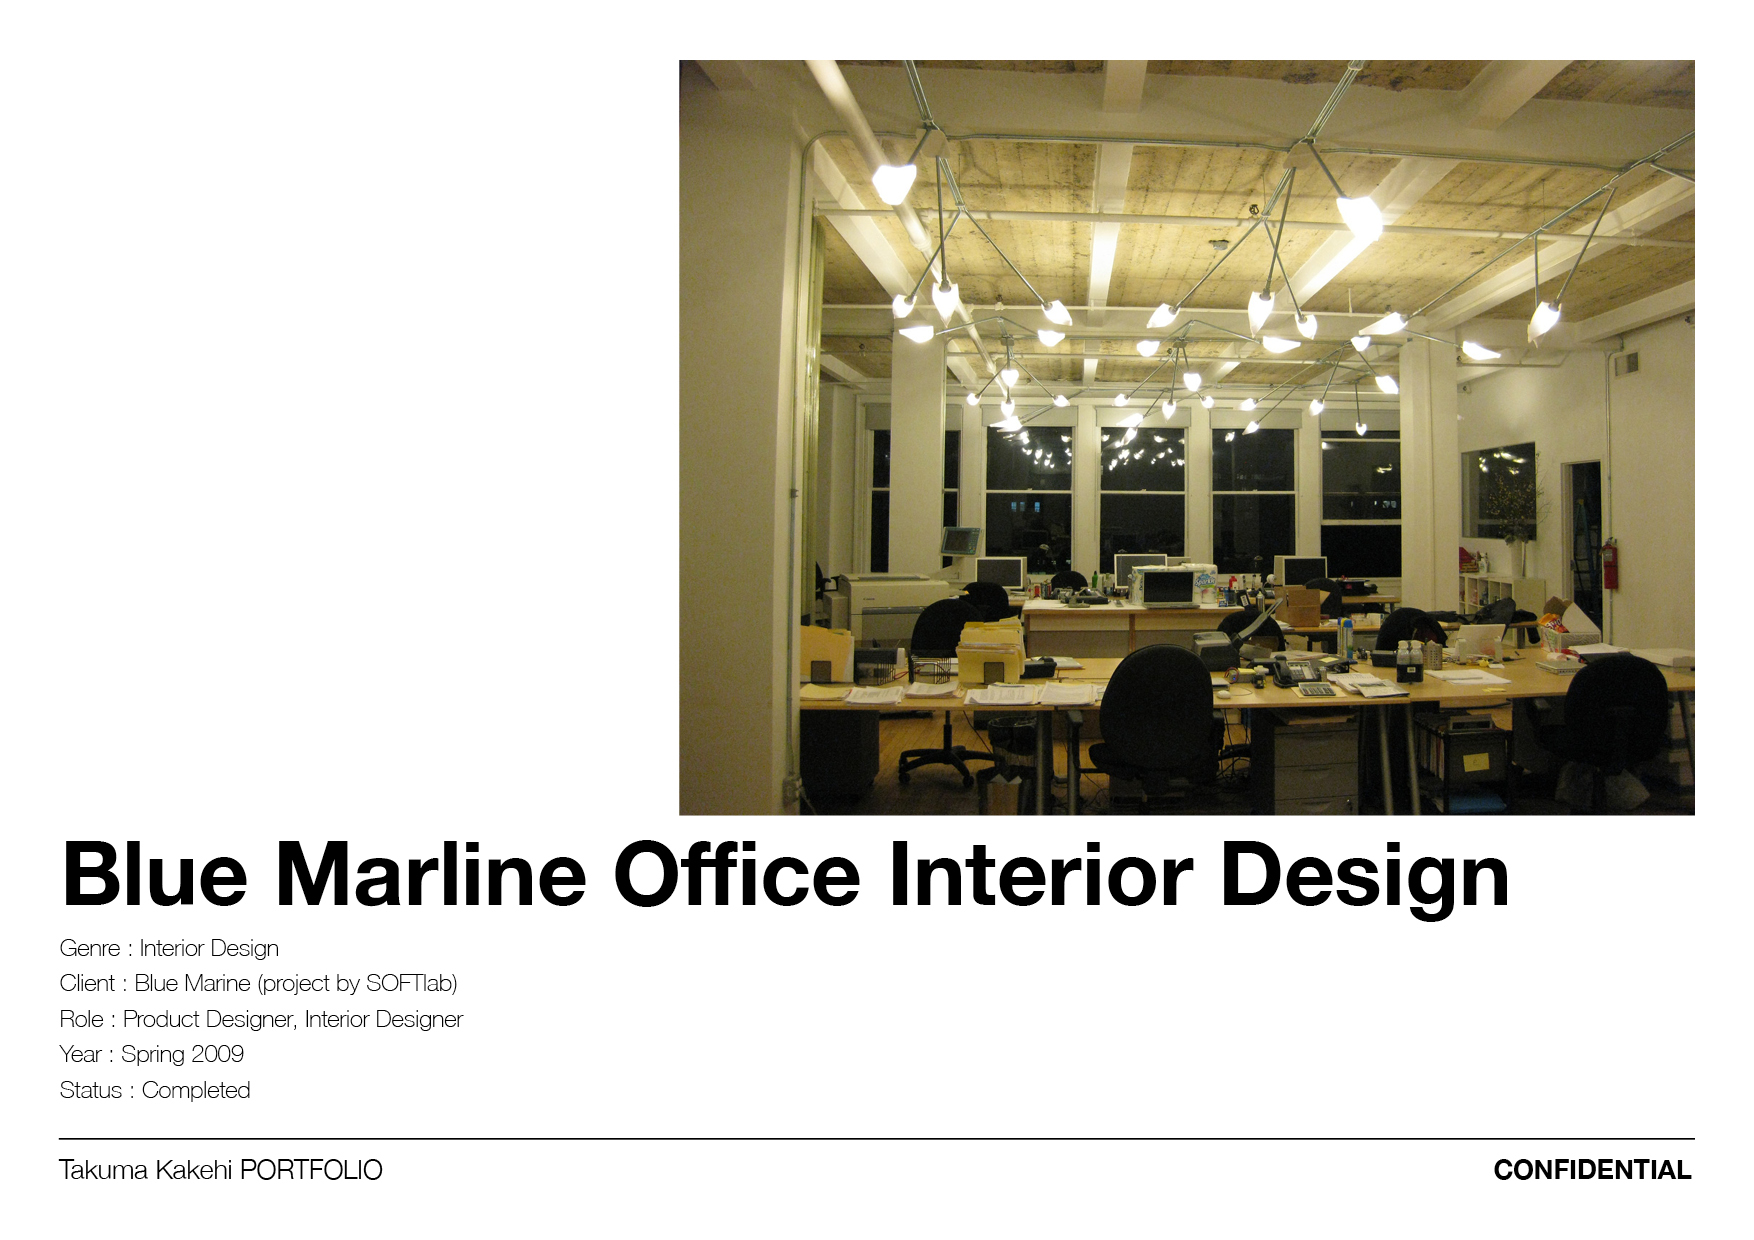 Blue Marline Office Interior Design
Genre : Interior Design
Client : Blue Marine (project by SOFTlab)
Role : Product Designer, Interior Designer
Year : Spring 2009
Status : Completed
Takuma Kakehi PORTFOLIO
CONFIDENTIAL